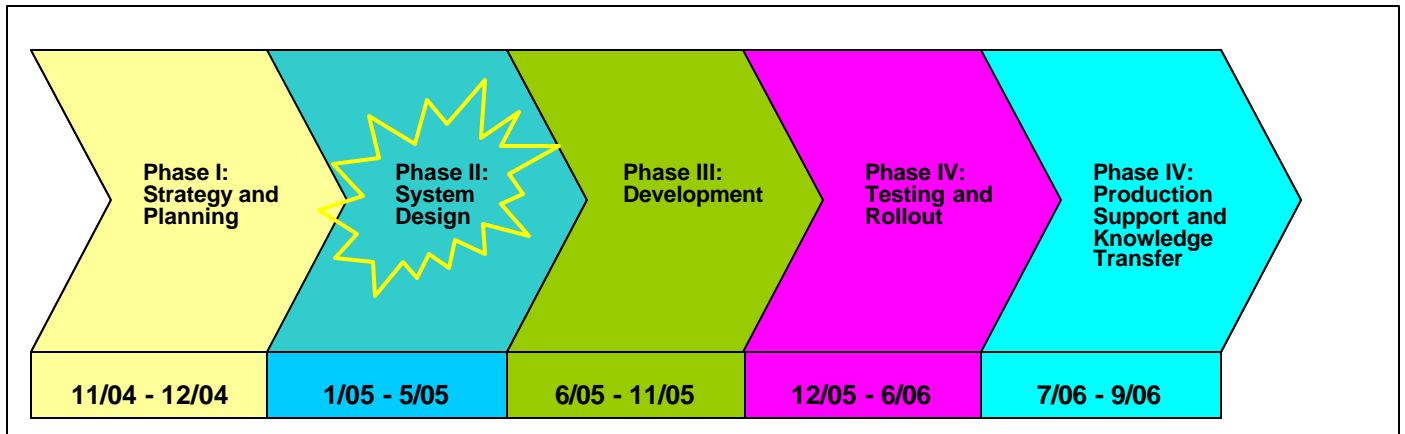 Phase I:
Strategy and
Planning
Phase II:
System
Design
Phase III:
Development
Phase IV:
Testing and
Rollout
Phase IV:
Production
Support and
Knowledge
Transfer
11/04 - 12/04
1/05 - 5/05
6/05 - 11/05
12/05 - 6/06
7/06 - 9/06